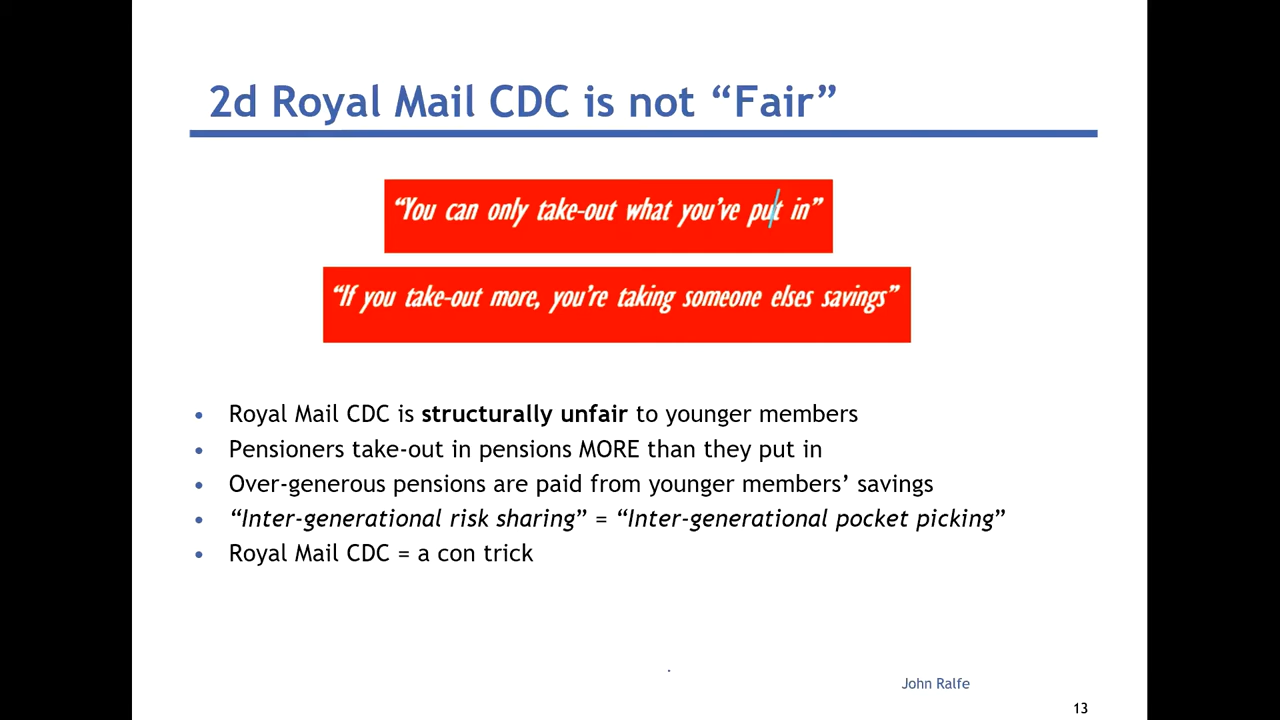 2d Royal Mail CDC is not “Fair”
“You can only take-out what you’ve put in”
“If you take-out more, you’re taking someone elses savings”
• Royal Mail CDC is structurally unfair to younger members
• Pensioners take-out in pensions MORE than they put in
• Over-generous pensions are paid from younger members’ savings
• “Inter-generational risk sharing” = “Inter-generational pocket picking”
• Royal Mail CDC = a con trick
.
John Ralfe
13